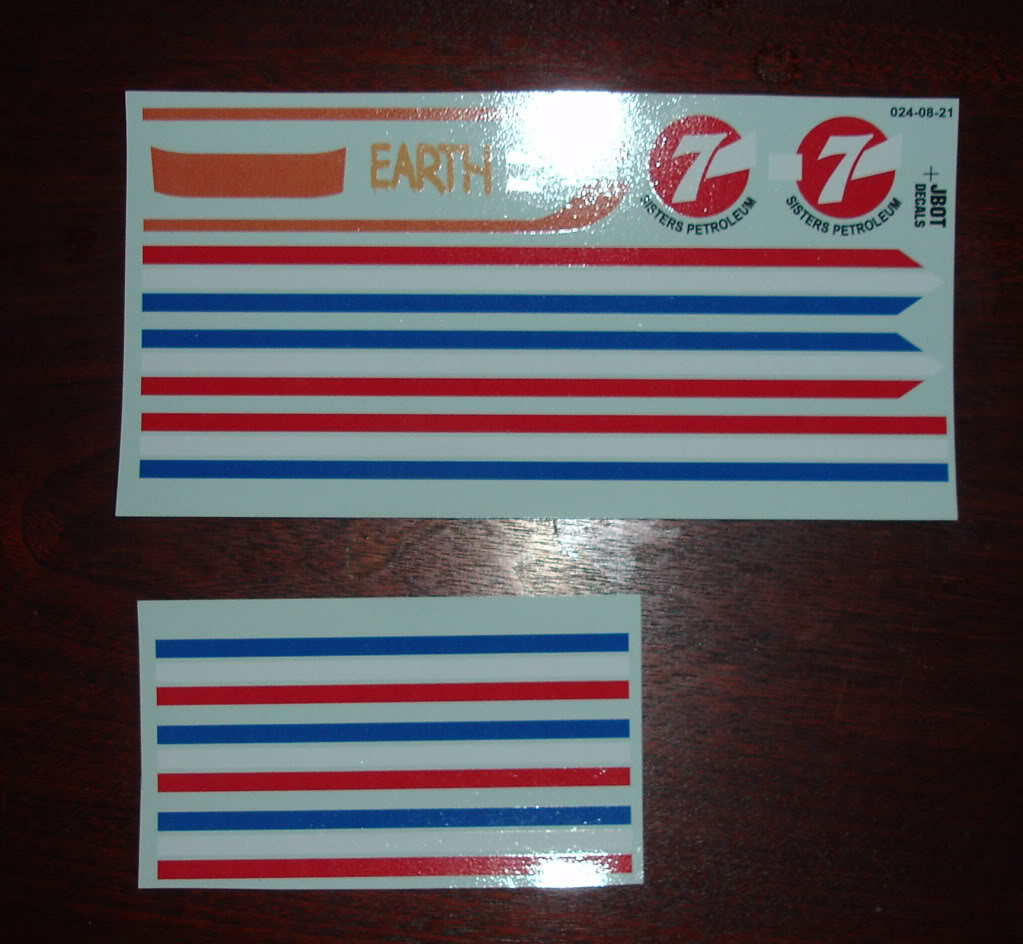 024-08-21
EARTH
7
SISTERS PETROLEUM
7
SISTERS PETROLEUM
+JBOT
DECALS